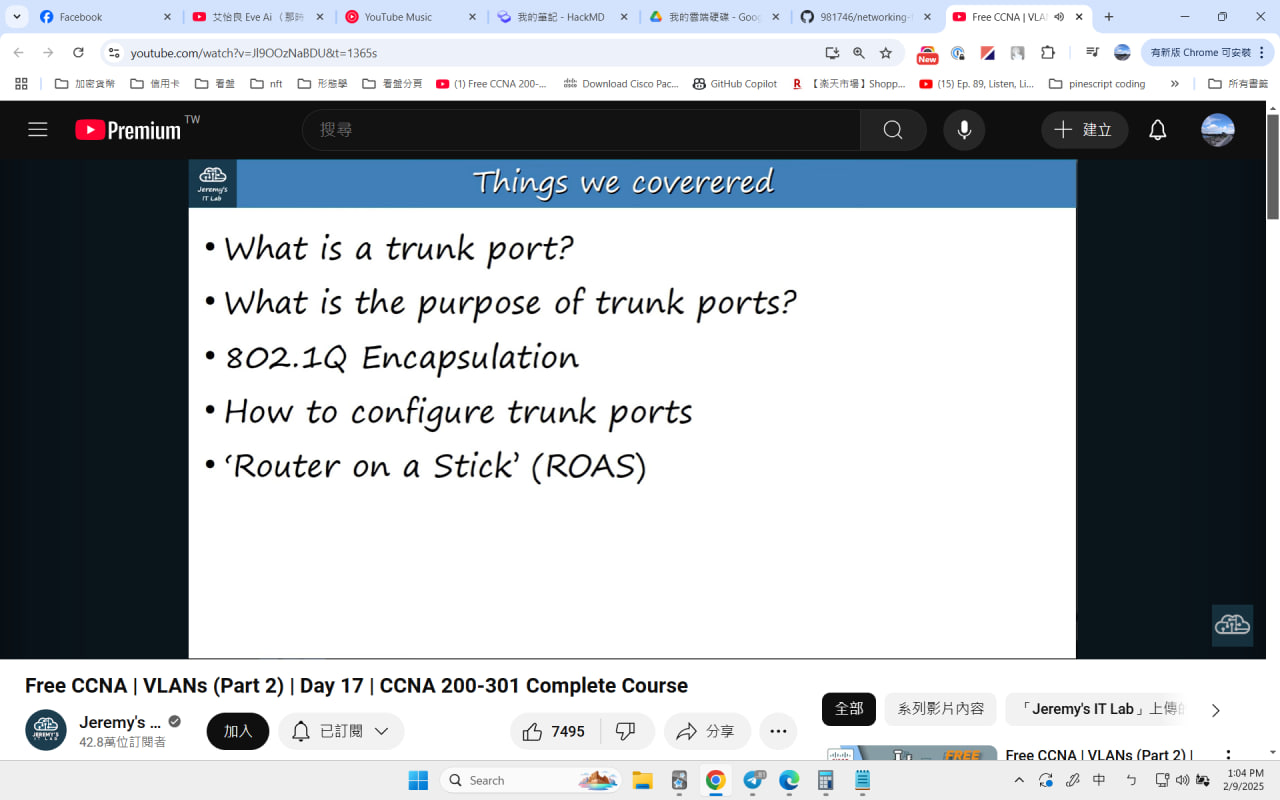 Facebook
艾怡良 Eve Ai
YouTube Music
我的筆記 - HackMD
我的雲端硬碟 - Goog
981746/networking-
Free CCNA | VLA
youtube.com/watch?v=Jl9OOzNaBDU&t=1365s
New
有新版 Chrome 可安裝
加密貨幣
信用卡
看盤
nft
形態學
看盤分頁
(1) Free CCNA 200-...
Download Cisco Pac...
GitHub Copilot
【楽天市場】Shopp...
(15) Ep. 89, Listen, Li...
pinescript coding
»
所有書籤
Premium TW
搜尋
建立
Jeremy's
IT Lab
Things we coverered
• What is a trunk port?
• What is the purpose of trunk ports?
• 802.1Q Encapsulation
• How to configure trunk ports
• ‘Router on a Stick’ (ROAS)
Free CCNA | VLANs (Part 2) | Day 17 | CCNA 200-301 Complete Course
JEREMY'S
IT LAB
Jeremy's ...
42.8萬位訂閱者
加入
已訂閱
7495
分享
全部
系列影片內容
「Jeremy's IT Lab」上傳
FREE
Free CCNA | VLANs (Part 2) |
Search
中
ㄅ
1:04 PM
2/9/2025